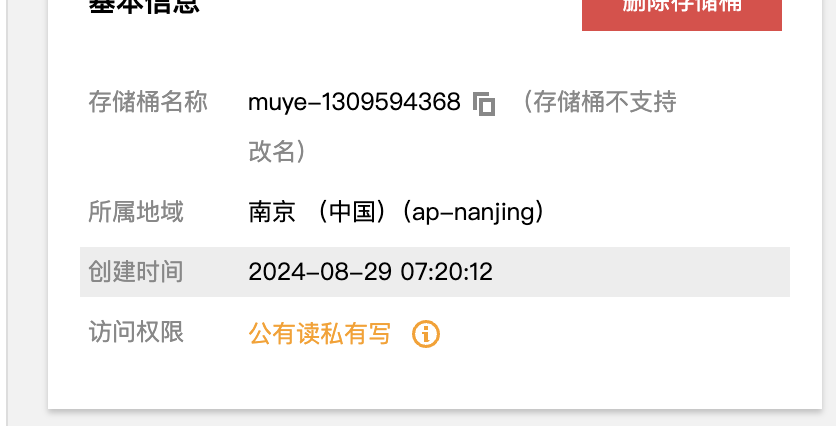 基本信息
删除存储桶
存储桶名称
muye-1309594368 （存储桶不支持
改名）
所属地域
南京 （中国）（ap-nanjing）
创建时间
2024-08-29 07:20:12
访问权限
公有读私有写